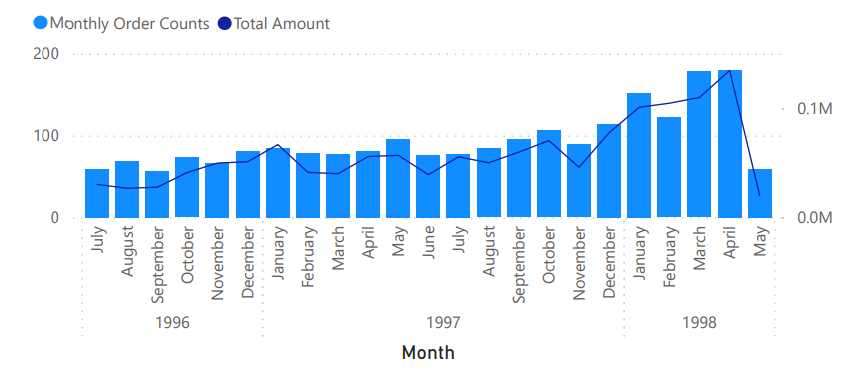 Monthly Order Counts Total Amount
200
100
0
0.1M
0.0M
July August September October November December January February March April May June July August September October November December January February March April May
1996 1997 1998
Month